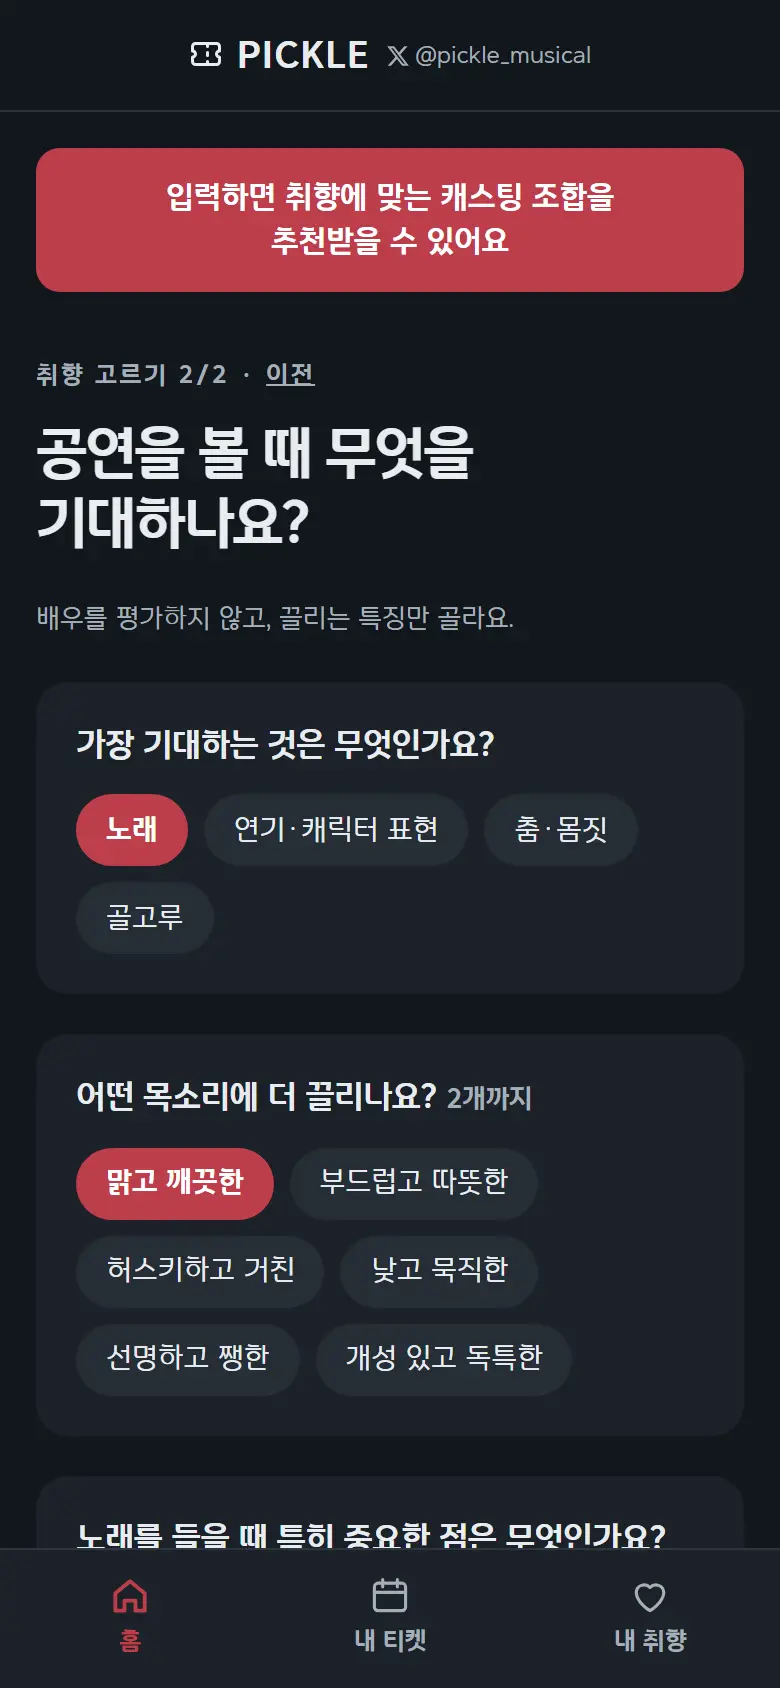 PICKLE @pickle_musical
입력하면 취향에 맞는 캐스팅 조합을
추천받을 수 있어요
취향 고르기 2/2 · 이전
공연을 볼 때 무엇을
기대하나요?
배우를 평가하지 않고, 끌리는 특징만 골라요.
가장 기대하는 것은 무엇인가요?
노래 연기·캐릭터 표현 춤·몸짓
골고루
어떤 목소리에 더 끌리나요? 2개까지
맑고 깨끗한 부드럽고 따뜻한
허스키하고 거친 낮고 묵직한
선명하고 쨍한 개성 있고 독특한
노래를 들을 때 특히 중요한 점은 무엇인가요?
홈 내 티켓 내 취향